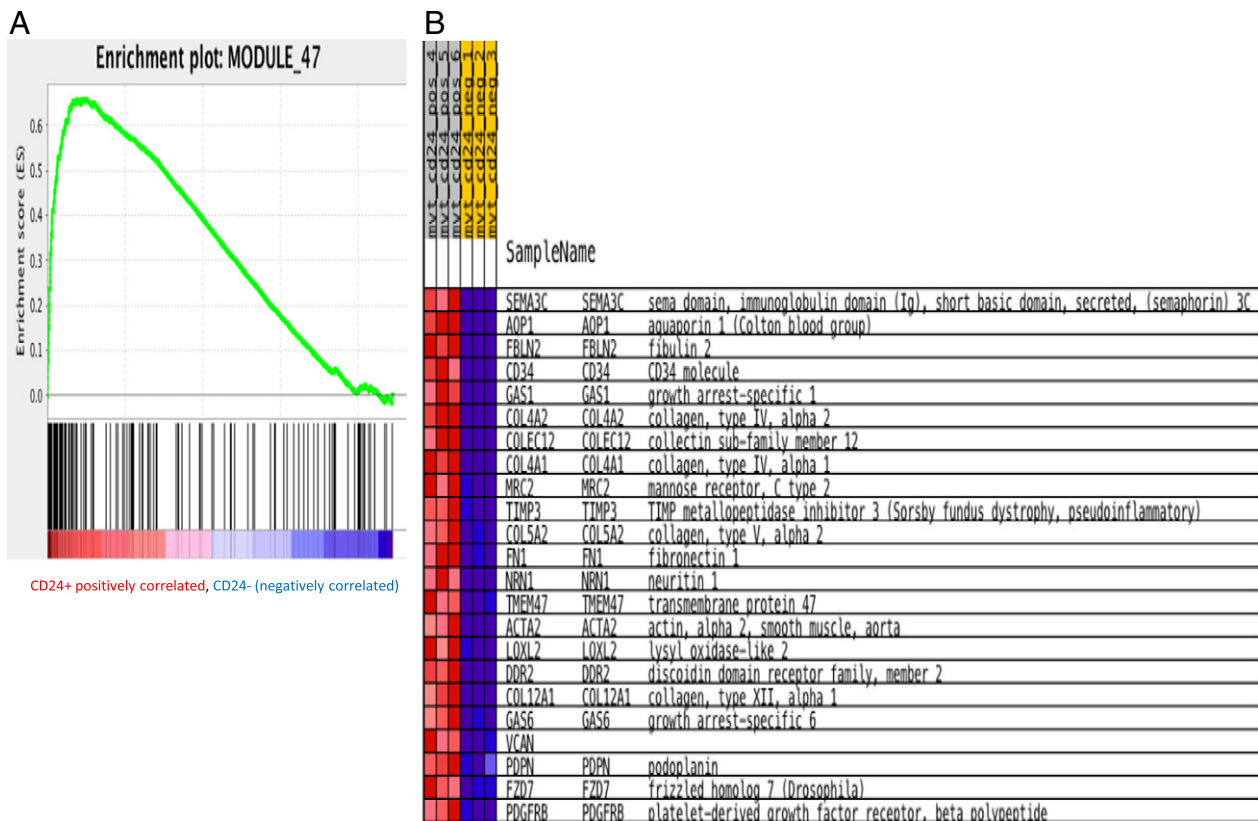 A
B
Enrichment plot: MODULE_47
Enrichment score (ES)
0.6
0.5
0.4
0.3
0.2
0.1
0.0
CD24+ positively correlated, CD24- (negatively correlated)
mvt_cd24_pos_4
mvt_cd24_pos_5
mvt_cd24_pos_6
mvt_cd24_neg_1
mvt_cd24_neg_2
mvt_cd24_neg_3
SampleName
SEMA3C SEMA3C sema domain, immunoglobulin domain (Ig), short basic domain, secreted, (semaphorin) 3C
AQP1 AQP1 aquaporin 1 (Colton blood group)
FBLN2 FBLN2 fibulin 2
CD34 CD34 CD34 molecule
GAS1 GAS1 growth arrest-specific 1
COL4A2 COL4A2 collagen, type IV, alpha 2
COLEC12 COLEC12 collectin sub-family member 12
COL4A1 COL4A1 collagen, type IV, alpha 1
MRC2 MRC2 mannose receptor, C type 2
TIMP3 TIMP3 TIMP metallopeptidase inhibitor 3 (Sorsby fundus dystrophy, pseudoinflammatory)
COL5A2 COL5A2 collagen, type V, alpha 2
FN1 FN1 fibronectin 1
NRN1 NRN1 neuritin 1
TMEM47 TMEM47 transmembrane protein 47
ACTA2 ACTA2 actin, alpha 2, smooth muscle, aorta
LOXL2 LOXL2 lysyl oxidase-like 2
DDR2 DDR2 discoidin domain receptor family, member 2
COL12A1 COL12A1 collagen, type XII, alpha 1
GAS6 GAS6 growth arrest-specific 6
VCAN
PDPN PDPN podoplanin
FZD7 FZD7 frizzled homolog 7 (Drosophila)
PDGFRB PDGFRB platelet-derived growth factor receptor, beta polypeptide